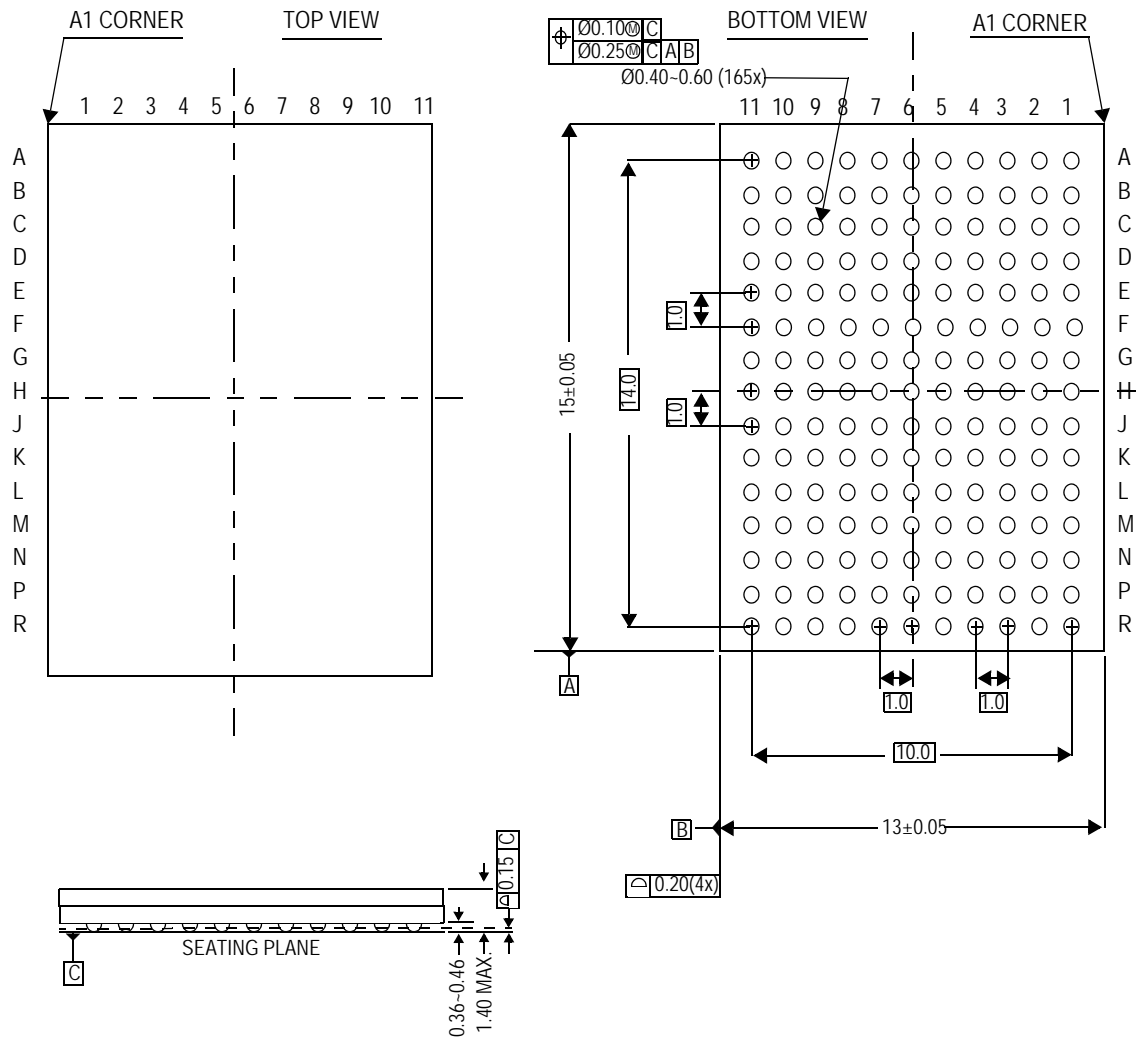 A1 CORNER
TOP VIEW
1 2 3 4 5 6 7 8 9 10 11
A
B
C
D
E
F
G
H
J
K
L
M
N
P
R
Ø0.10Ⓜ C
Ø0.25Ⓜ C A B
Ø0.40~0.60 (165x)
BOTTOM VIEW
A1 CORNER
11 10 9 8 7 6 5 4 3 2 1
A
B
C
D
E
F
G
H
J
K
L
M
N
P
R
15±0.05
14.0
1.0
1.0
A
1.0
1.0
10.0
B
13±0.05
0.20(4x)
0.15 C
SEATING PLANE
C
0.36~0.46
1.40 MAX.